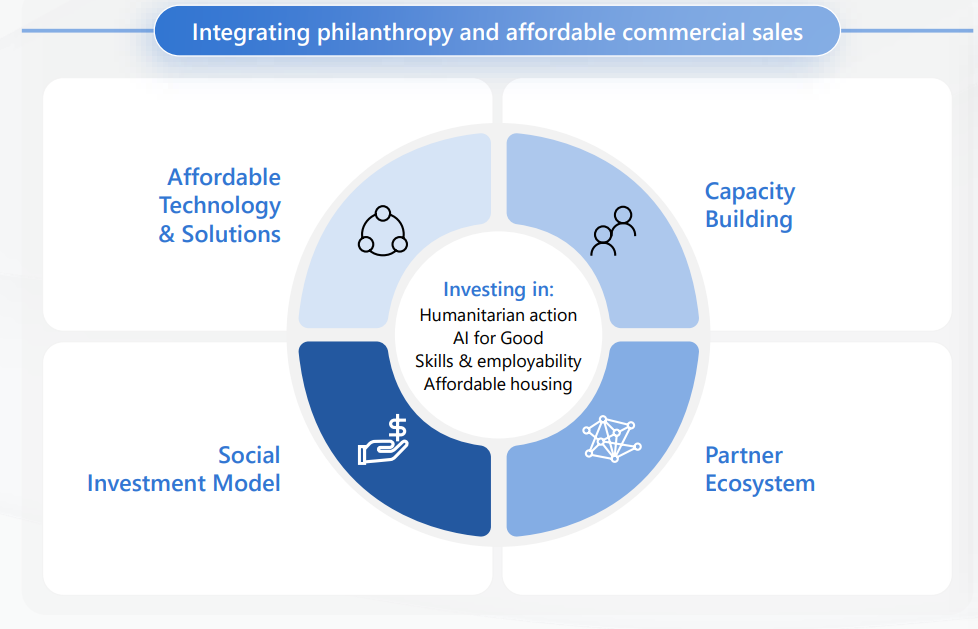 Integrating philanthropy and affordable commercial sales
Affordable
Technology
& Solutions
Capacity
Building
Investing in:
Humanitarian action
AI for Good
Skills & employability
Affordable housing
$
Social
Investment Model
Partner
Ecosystem